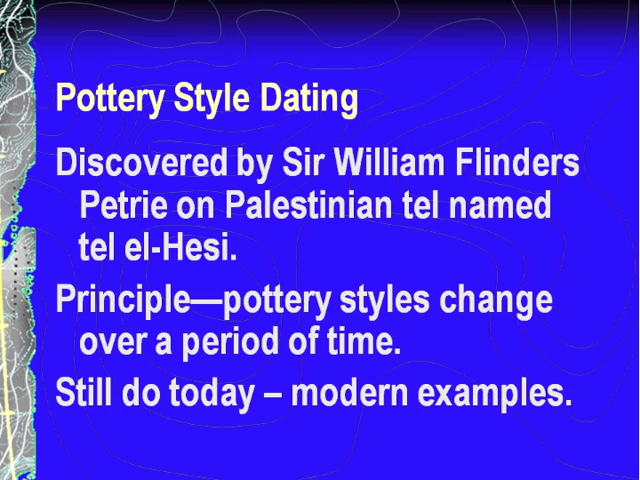 Pottery Style Dating
Discovered by Sir William Flinders
Petrie on Palestinian tel named
tel el-Hesi.
Principle—pottery styles change
over a period of time.
Still do today – modern examples.